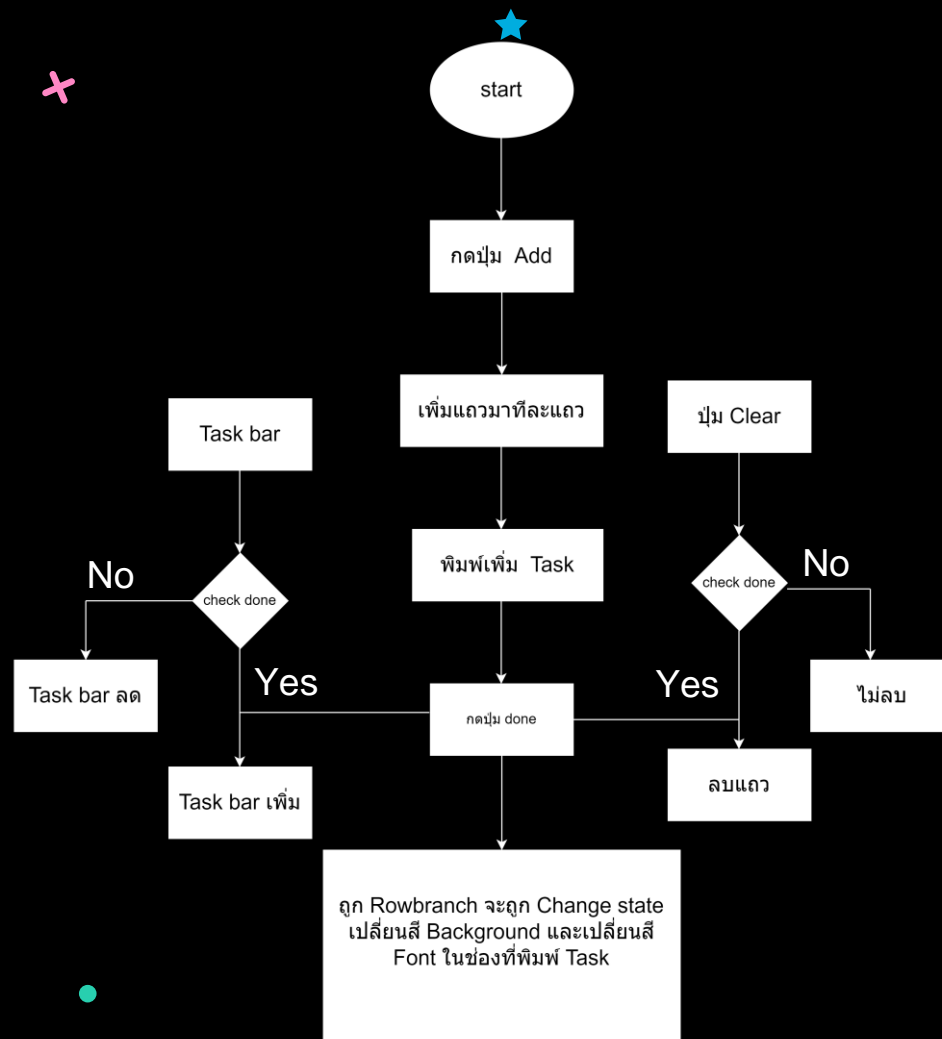 start
กดปุ่ม Add
เพิ่มแถวมาทีละแถว
ปุ่ม Clear
Task bar
พิมพ์เพิ่ม Task
No
check done
No
check done
Yes
Yes
Task bar ลด
กดปุ่ม done
ไม่ลบ
Task bar เพิ่ม
ลบแถว
ถูก Rowbranch จะถูก Change state
เปลี่ยนสี Background และเปลี่ยนสี
Font ในช่องที่พิมพ์ Task